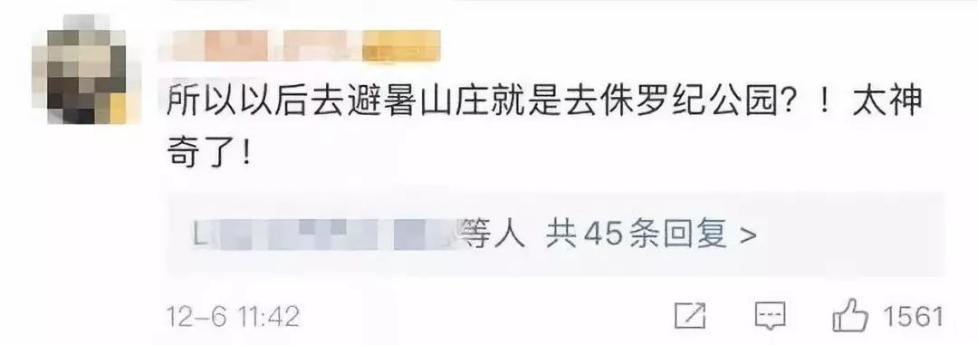 所以以后去避暑山庄就是去侏罗纪公园？！太神
奇了！
等人 共45条回复 >
12-6 11:42
1561